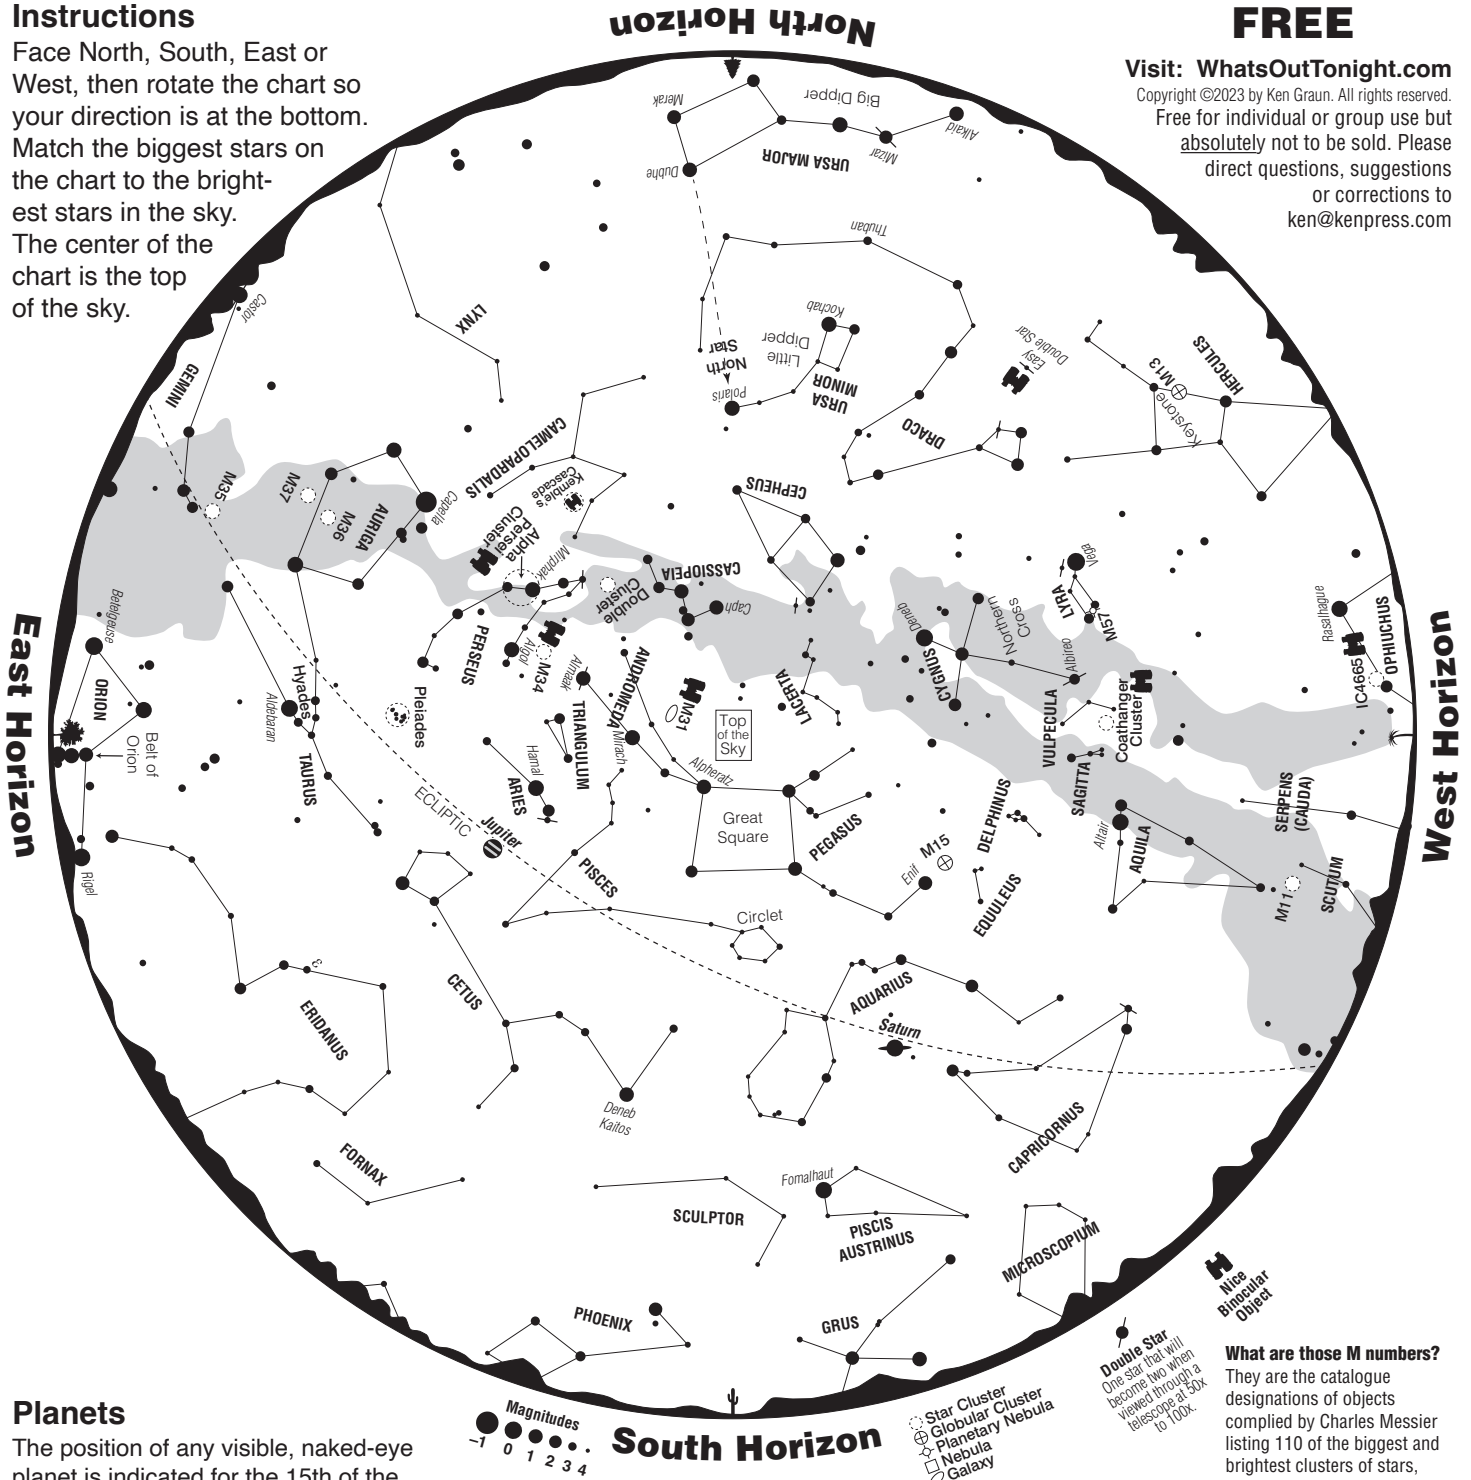 Instructions
Face North, South, East or
West, then rotate the chart so
your direction is at the bottom.
Match the biggest stars on
the chart to the bright-
est stars in the sky.
The center of the
chart is the top
of the sky.
North Horizon
FREE
Visit: WhatsOutTonight.com
Copyright ©2023 by Ken Graun. All rights reserved.
Free for individual or group use but
absolutely not to be sold. Please
direct questions, suggestions
or corrections to
ken@kenpress.com
Merak
Big Dipper
Alkaid
Mizar
URSA MAJOR
Dubhe
Thuban
Castor
LYNX
Kochab
Little
Dipper
North
Star
Polaris
URSA
MINOR
Easy
Double Star
DRACO
HERCULES
M13
Keystone
GEMINI
CAMELOPARDALIS
Kemble's
Cascade
CEPHEUS
M35
M37
M36
AURIGA
Capella
Alpha
Persei
Cluster
Mirphak
Double
Cluster
CASSIOPEIA
Caph
Vega
LYRA
M57
Deneb
Northern
Cross
CYGNUS
Albireo
Rasalhague
OPHUCHUS
IC4665
Betelgeuse
ORION
Belt of
Orion
Rigel
East Horizon
West Horizon
Aldebaran
Hyades
TAURUS
Pleiades
PERSEUS
Algol
M34
Almaak
ANDROMEDA
Mirach
M31
Top
of the
Sky
LACERTA
VULPECULA
Coathanger
Cluster
TRIANGULUM
Hamal
ARIES
Alpheratz
Great
Square
PEGASUS
Enif
M15
DELPHINUS
EQUULEUS
SAGITTA
Altair
AQUILA
SERPENS
(CAUDA)
M11
SCUTUM
ECLIPTIC
Jupiter
PISCES
Circlet
AQUARIUS
Saturn
CETUS
ε
ERIDANUS
Deneb
Kaitos
CAPRICORNUS
FORNAX
SCULPTOR
Fomalhaut
PISCIS
AUSTRINUS
MICROSCOPIUM
PHOENIX
GRUS
South Horizon
Nice
Binocular
Object
Double Star
One star that will
become two when
viewed through a
telescope at 50x
to 100x.
Star Cluster
Globular Cluster
Planetary Nebula
Nebula
Galaxy
Magnitudes
–1 0 1 2 3 4
What are those M numbers?
They are the catalogue
designations of objects
complied by Charles Messier
listing 110 of the biggest and
brightest clusters of stars,
Planets
The position of any visible, naked-eye
planet is indicated for the 15th of the